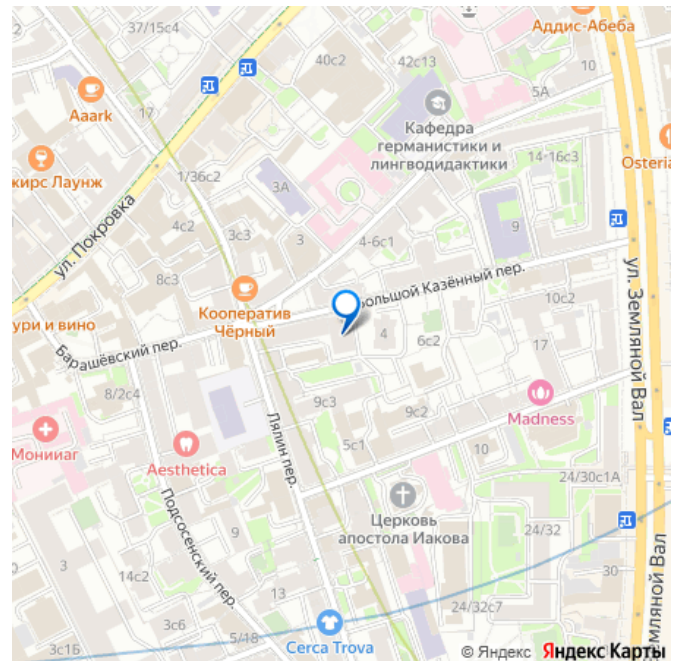 37/15с4
Аддис-Абеба
40с2
42с13
10
Aaark
17
5А
Кафедра
германистики и
лингводидактики
14-16с3
Osteria
жирс Лаунж
1/36с2
3А
9
ул. Покровка
4с2
3с3
3
4-6с1
8с3
Кооператив
Чёрный
Большой Казённый пер.
10с2
ури и вино
Барашёвский пер.
4
6с2
17
ул. Земляной Вал
8/2с4
9с3
9с2
Madness
Мониинг
Aesthetica
Лялин пер.
5с1
10
24/30с1А
Подсосенский пер.
9
Церковь
апостола Иакова
24/32
3
14с2
13
30
3с6
5/48
24/32с7
Земляной Вал
3с16
Cerca Trova
© Яндекс Яндекс Карты